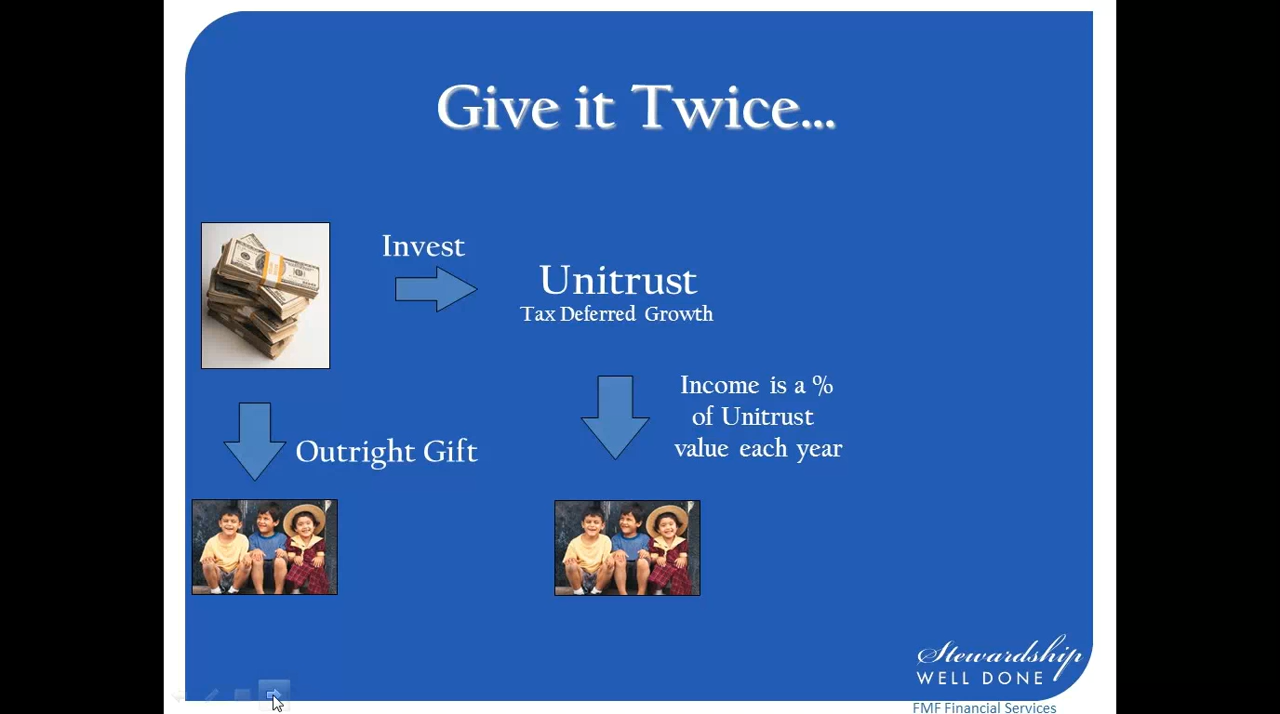 Give it Twice...
Invest
Unitrust
Tax Deferred Growth
Income is a %
of Unitrust
value each year
Outright Gift
Stewardship
WELL DONE
FMF Financial Services